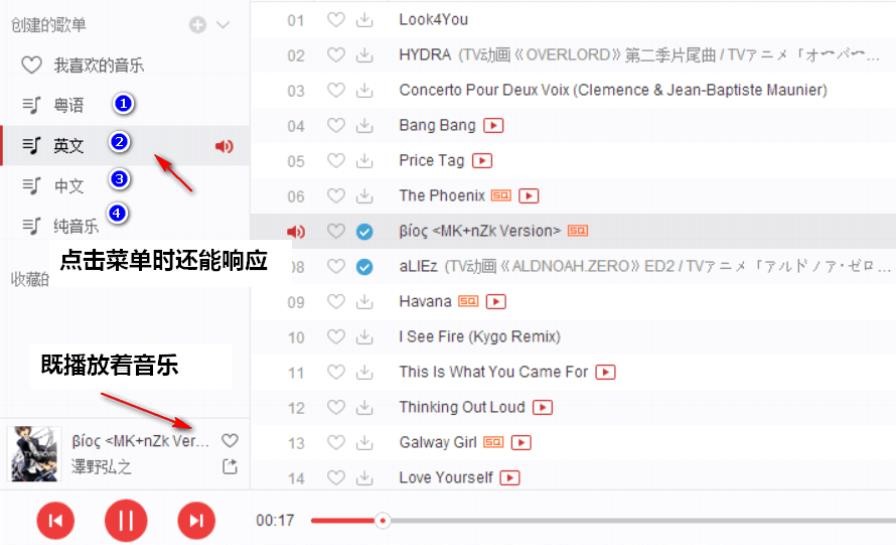 创建的歌单
我喜欢的音乐
粤语 1
英文 2
中文 3
纯音乐 4
点击菜单时还能响应
收藏的
既播放着音乐
βίος <MK+nZk Ver...
澤野弘之
01 Look4You
02 HYDRA (TV动画《OVERLORD》第二季片尾曲 / TVアニメ「オーバー...
03 Concerto Pour Deux Voix (Clemence & Jean-Baptiste Maunier)
04 Bang Bang
05 Price Tag
06 The Phoenix SQ
βίος <MK+nZk Version> SQ
08 aLIEz (TV动画《ALDNOAH.ZERO》ED2 / TVアニメ「アルドノア・ゼロ...
09 Havana SQ
10 I See Fire (Kygo Remix)
11 This Is What You Came For
12 Thinking Out Loud
13 Galway Girl SQ
14 Love Yourself
00:17